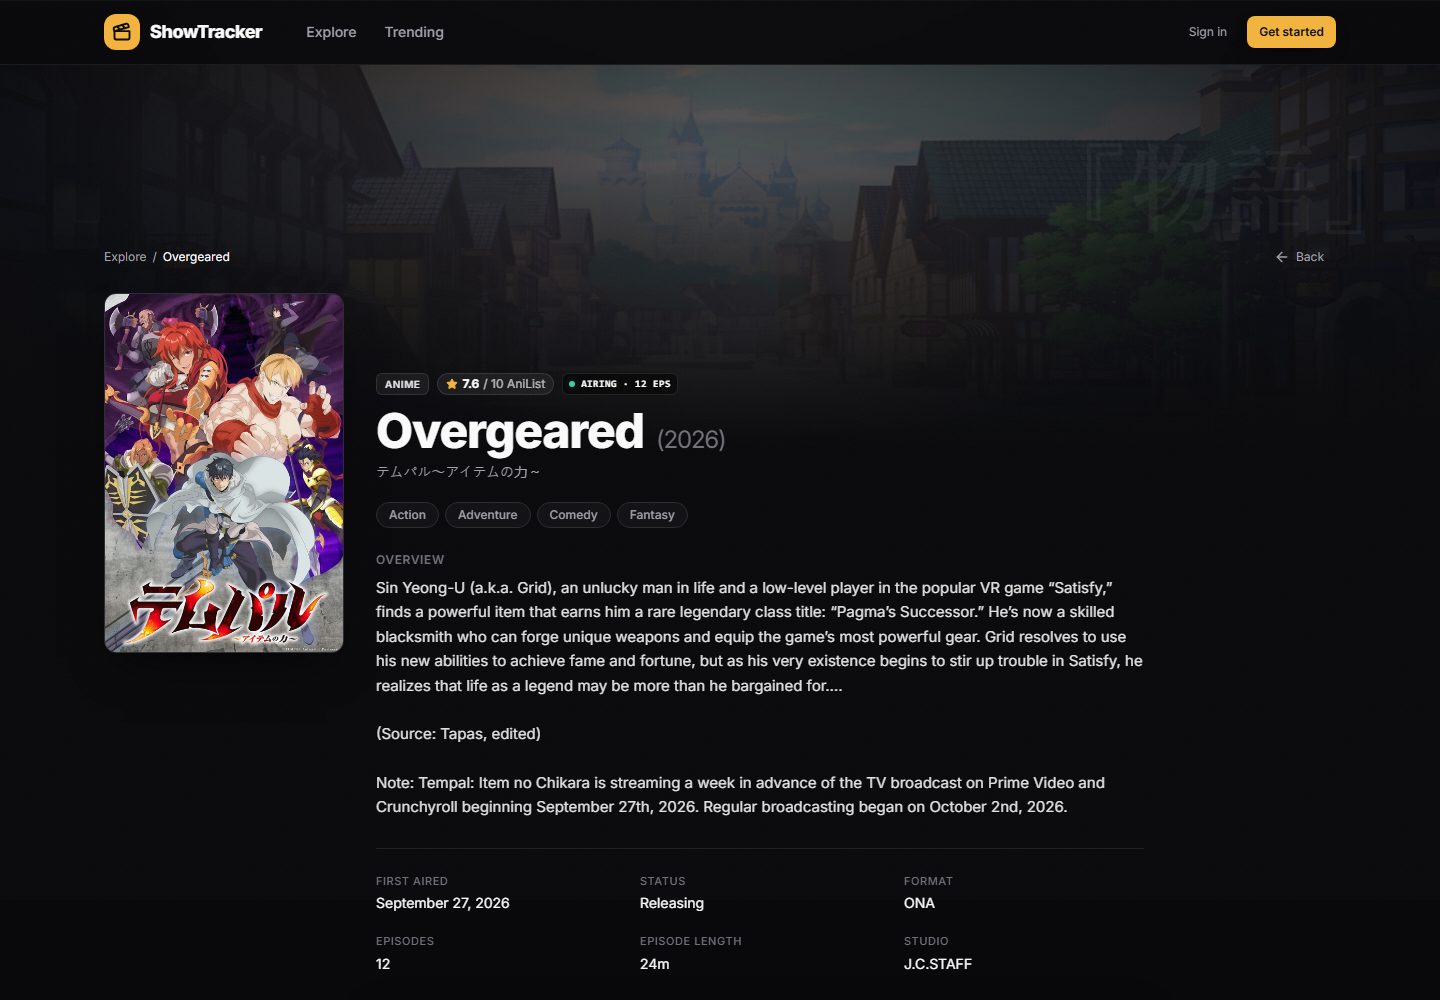 ShowTracker
Explore
Trending
Sign in
Get started
『物語』
Explore / Overgeared
Back
テムパル
～アイテムの力～
ANIME
7.6 / 10 AniList
AIRING · 12 EPS
Overgeared (2026)
テムパル～アイテムの力～
Action
Adventure
Comedy
Fantasy
OVERVIEW
Sin Yeong-U (a.k.a. Grid), an unlucky man in life and a low-level player in the popular VR game “Satisfy,”
finds a powerful item that earns him a rare legendary class title: “Pagma’s Successor.” He’s now a skilled
blacksmith who can forge unique weapons and equip the game’s most powerful gear. Grid resolves to use
his new abilities to achieve fame and fortune, but as his very existence begins to stir up trouble in Satisfy, he
realizes that life as a legend may be more than he bargained for....
(Source: Tapas, edited)
Note: Tempal: Item no Chikara is streaming a week in advance of the TV broadcast on Prime Video and
Crunchyroll beginning September 27th, 2026. Regular broadcasting began on October 2nd, 2026.
FIRST AIRED
September 27, 2026
STATUS
Releasing
FORMAT
ONA
EPISODES
12
EPISODE LENGTH
24m
STUDIO
J.C.STAFF